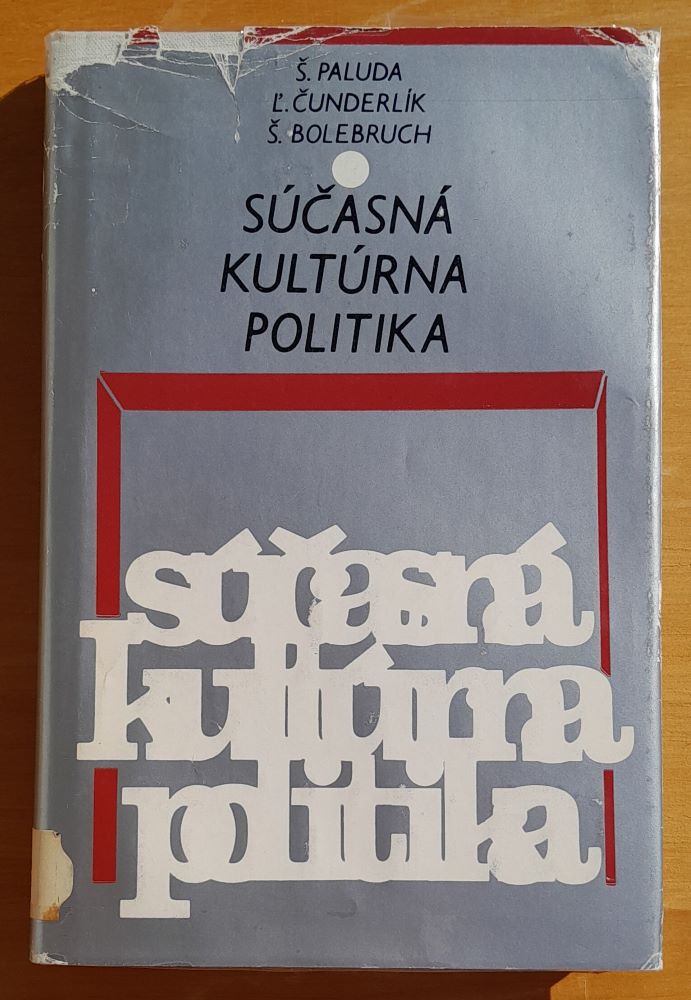 Š. PALUDA
Ľ. ČUNDERLÍK
Š. BOLEBRUCH
SÚČASNÁ
KULTÚRNA
POLITIKA
súčasná
kultúrna
politika